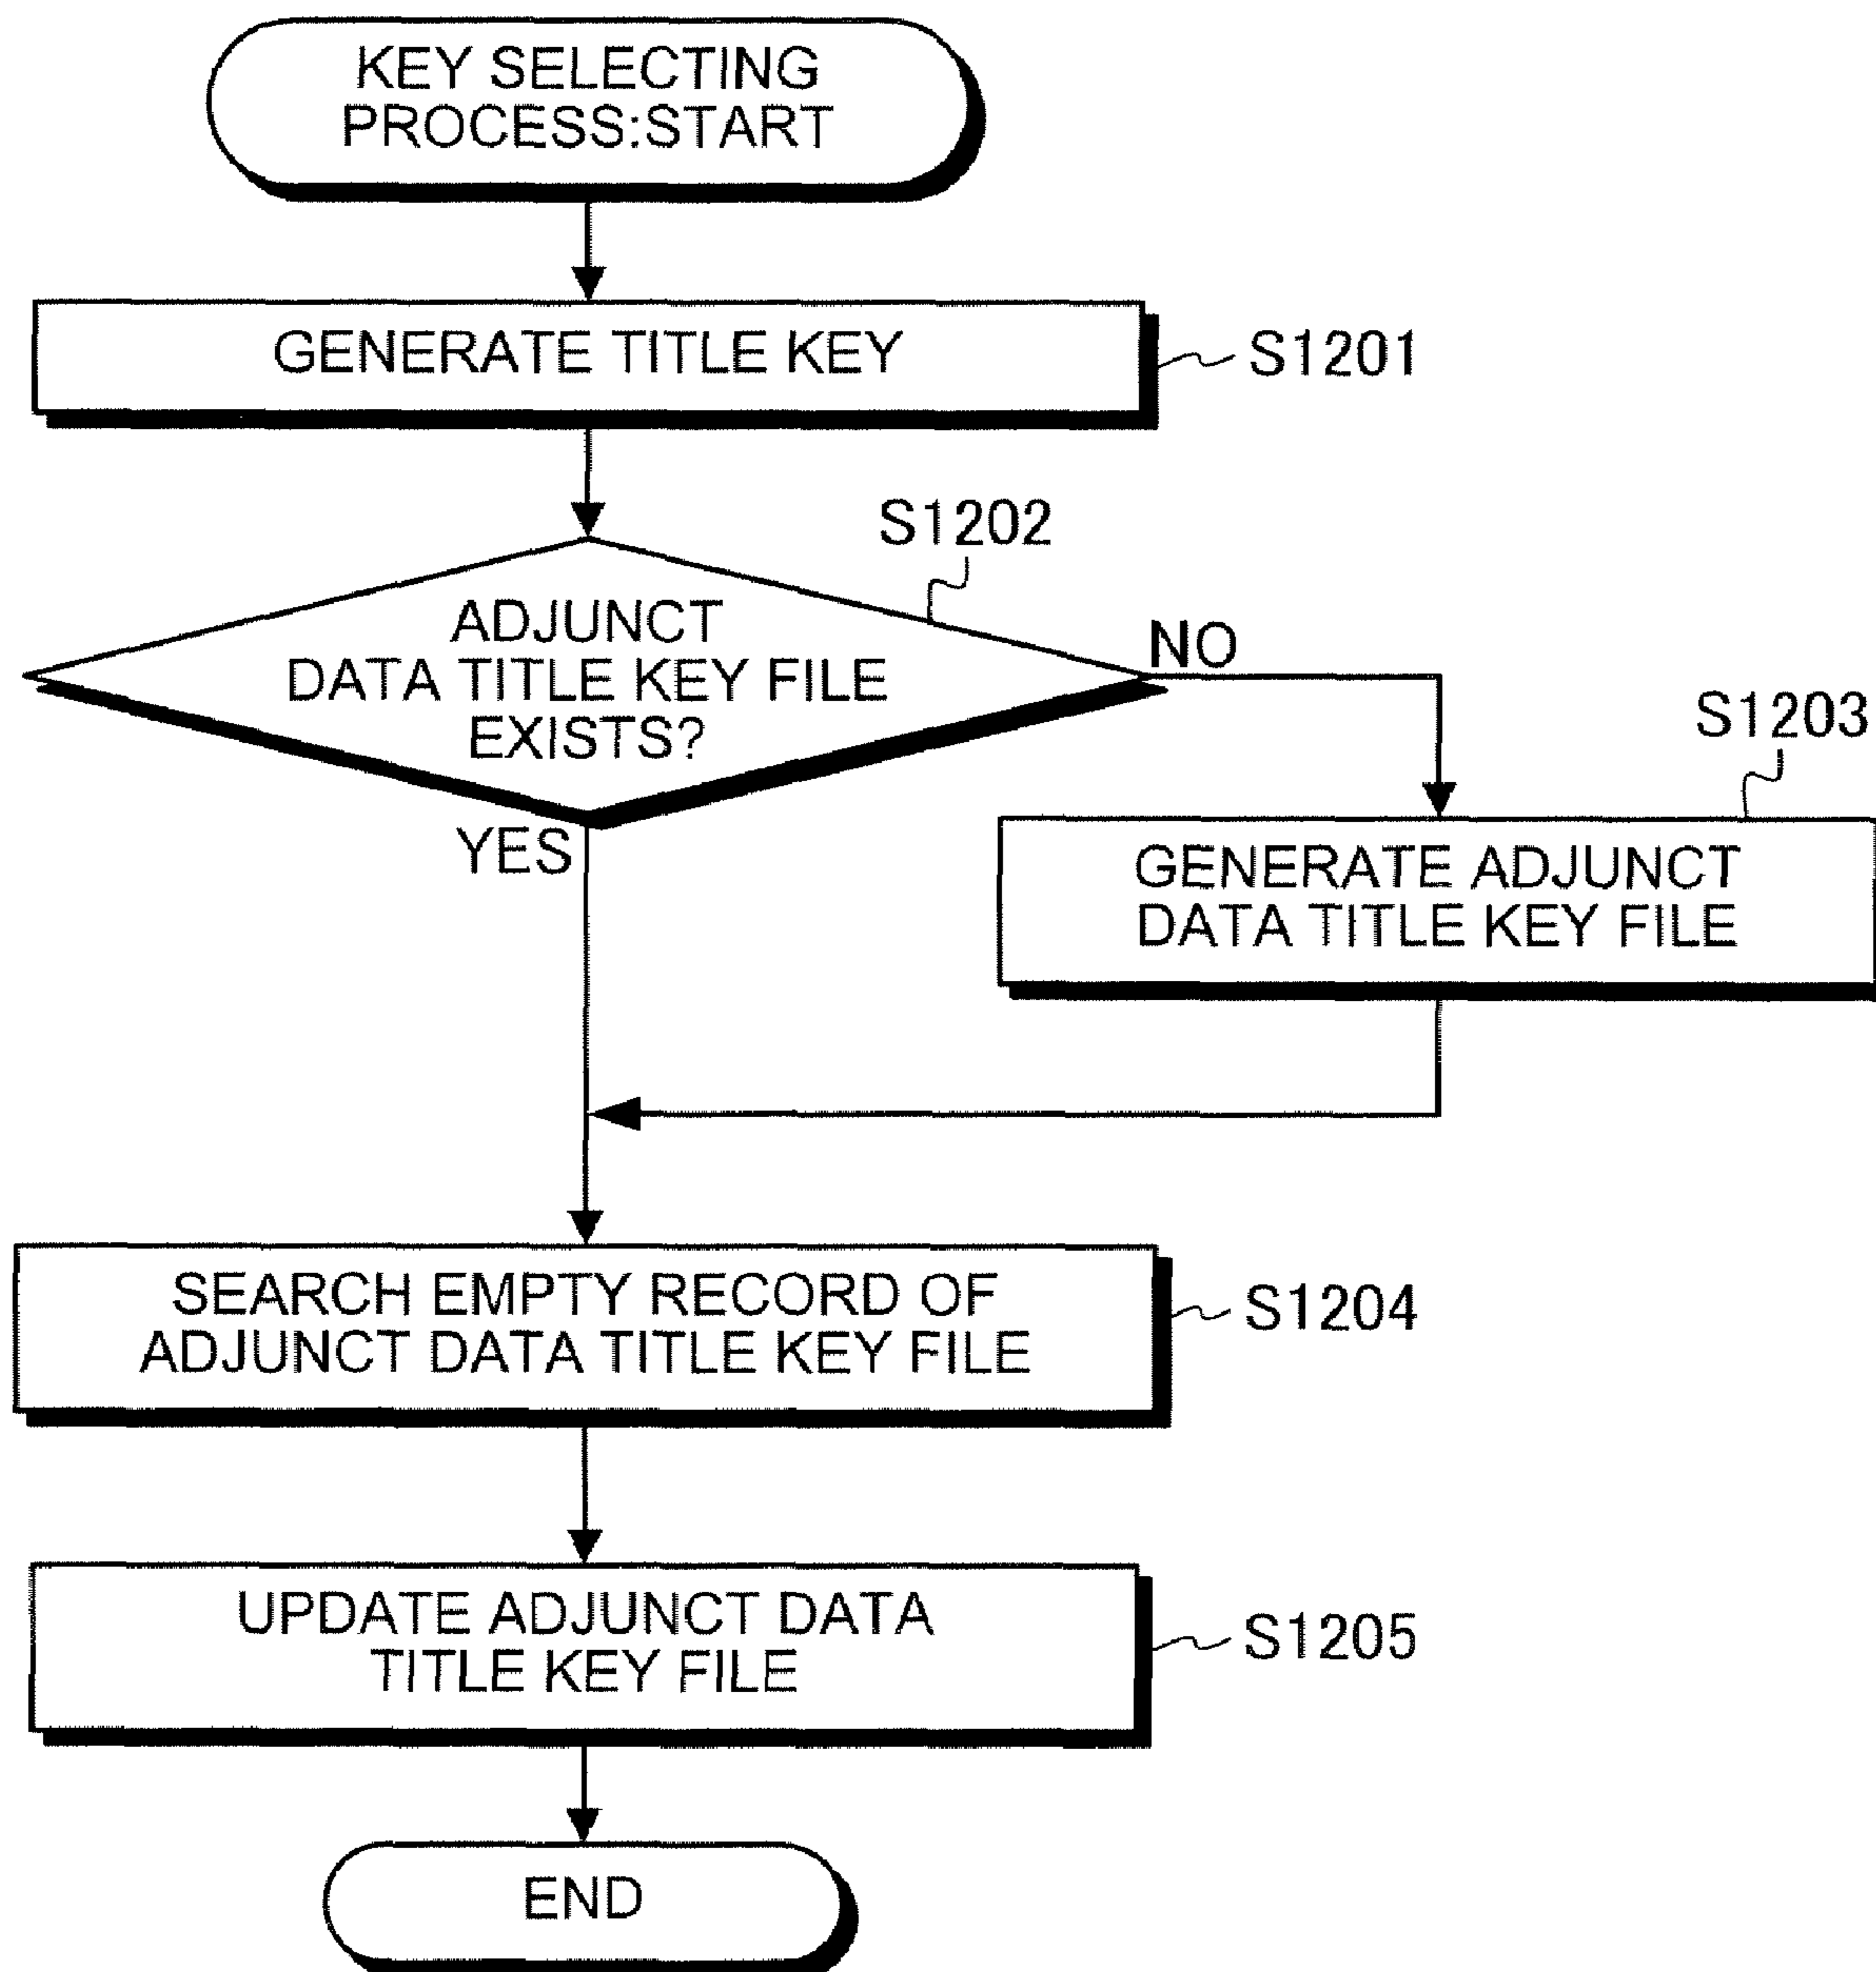 KEY SELECTING
PROCESS:START
GENERATE TITLE KEY
S1201
S1202
ADJUNCT
DATA TITLE KEY FILE
EXISTS?
NO
YES
S1203
GENERATE ADJUNCT
DATA TITLE KEY FILE
SEARCH EMPTY RECORD OF
ADJUNCT DATA TITLE KEY FILE
S1204
UPDATE ADJUNCT DATA
TITLE KEY FILE
S1205
END